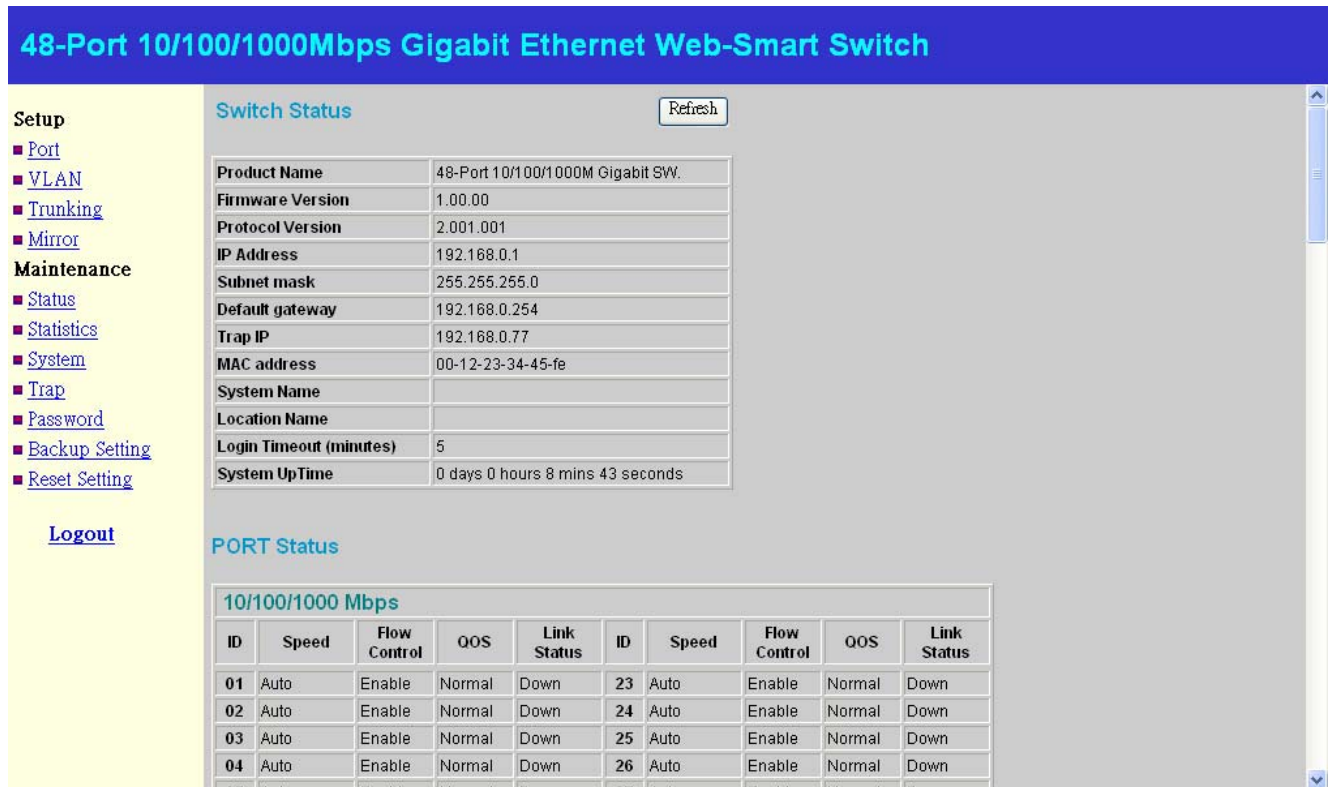 48-Port 10/100/1000Mbps Gigabit Ethernet Web-Smart Switch
Setup
Port
VLAN
Trunking
Mirror
Maintenance
Status
Statistics
System
Trap
Password
Backup Setting
Reset Setting
Logout
Switch Status
Refresh
Product Name 48-Port 10/100/1000M Gigabit SW.
Firmware Version 1.00.00
Protocol Version 2.001.001
IP Address 192.168.0.1
Subnet mask 255.255.255.0
Default gateway 192.168.0.254
Trap IP 192.168.0.77
MAC address 00-12-23-34-45-fe
System Name
Location Name
Login Timeout (minutes) 5
System UpTime 0 days 0 hours 8 mins 43 seconds
PORT Status
10/100/1000 Mbps
ID Speed Flow Control QOS Link Status ID Speed Flow Control QOS Link Status
01 Auto Enable Normal Down 23 Auto Enable Normal Down
02 Auto Enable Normal Down 24 Auto Enable Normal Down
03 Auto Enable Normal Down 25 Auto Enable Normal Down
04 Auto Enable Normal Down 26 Auto Enable Normal Down